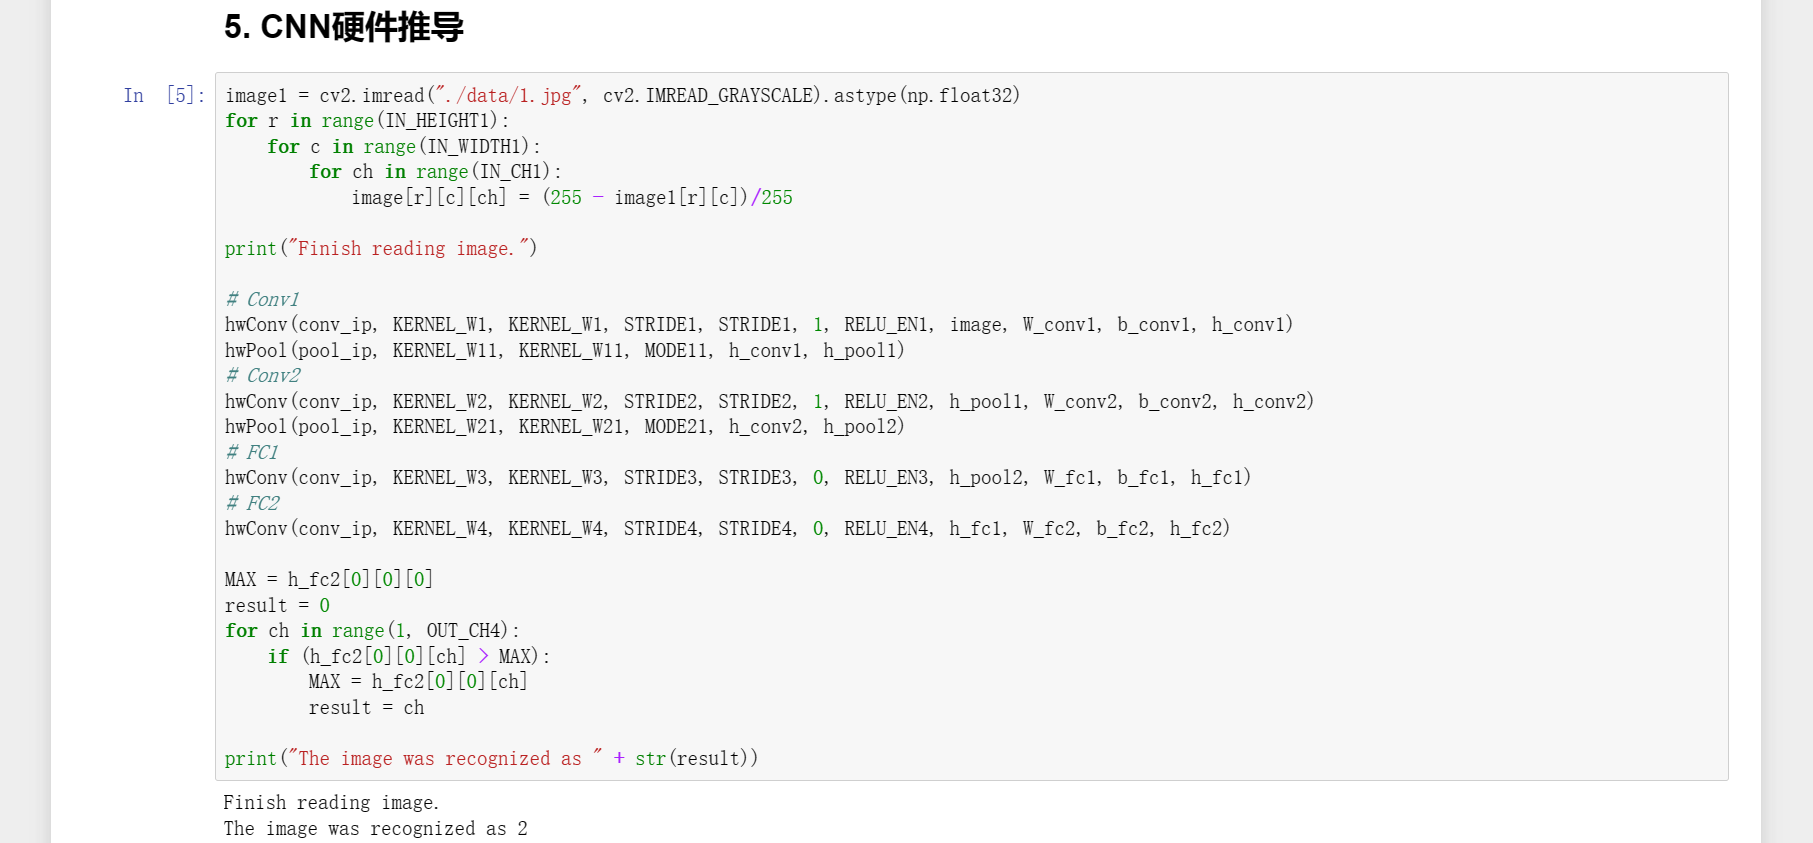 5. CNN硬件推导
In [5]: image1 = cv2.imread("./data/1.jpg", cv2.IMREAD_GRAYSCALE).astype(np.float32)
for r in range(IN_HEIGHT1):
    for c in range(IN_WIDTH1):
        for ch in range(IN_CH1):
            image[r][c][ch] = (255 - image1[r][c])/255
print("Finish reading image.")
# Conv1
hwConv(conv_ip, KERNEL_W1, KERNEL_W1, STRIDE1, STRIDE1, 1, RELU_EN1, image, W_conv1, b_conv1, h_conv1)
hwPool(pool_ip, KERNEL_W11, KERNEL_W11, MODE11, h_conv1, h_pool1)
# Conv2
hwConv(conv_ip, KERNEL_W2, KERNEL_W2, STRIDE2, STRIDE2, 1, RELU_EN2, h_pool1, W_conv2, b_conv2, h_conv2)
hwPool(pool_ip, KERNEL_W21, KERNEL_W21, MODE21, h_conv2, h_pool2)
# FC1
hwConv(conv_ip, KERNEL_W3, KERNEL_W3, STRIDE3, STRIDE3, 0, RELU_EN3, h_pool2, W_fc1, b_fc1, h_fc1)
# FC2
hwConv(conv_ip, KERNEL_W4, KERNEL_W4, STRIDE4, STRIDE4, 0, RELU_EN4, h_fc1, W_fc2, b_fc2, h_fc2)
MAX = h_fc2[0][0][0]
result = 0
for ch in range(1, OUT_CH4):
    if (h_fc2[0][0][ch] > MAX):
        MAX = h_fc2[0][0][ch]
        result = ch
print("The image was recognized as " + str(result))
Finish reading image.
The image was recognized as 2